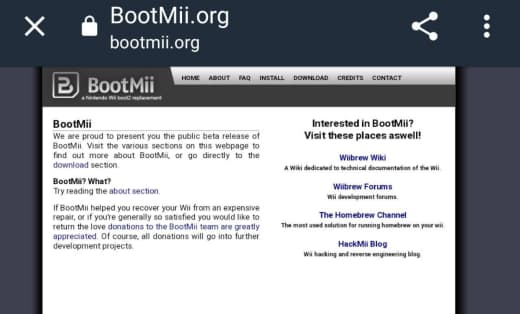 BootMii.org
bootmii.org
BootMii
a Nintendo Wii boot2 replacement
HOME ABOUT FAQ INSTALL DOWNLOAD CREDITS CONTACT
BootMii
We are proud to present you the public beta release of
BootMii. Visit the various sections on this webpage to
find out more about BootMii, or go directly to the
download section.
BootMii? What?
Try reading the about section.
If BootMii helped you recover your Wii from an expensive
repair, or if you're generally so satisfied you would like to
return the love donations to the BootMii team are greatly
appreciated. Of course, all donations will go into further
development projects.
Interested in BootMii?
Visit these places aswell!
Wiibrew Wiki
A Wiki dedicated to technical documentation of the Wii.
Wiibrew Forums
Wii development forums.
The Homebrew Channel
The most used solution for running homebrew on your wii.
HackMii Blog
Wii hacking and reverse engineering blog.